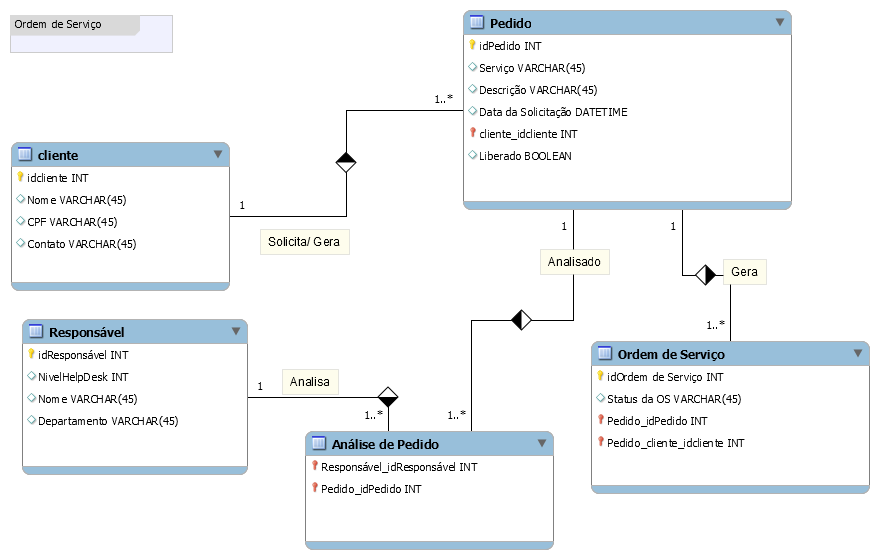 Ordem de Serviço
Pedido
idPedido INT
Serviço VARCHAR(45)
Descrição VARCHAR(45)
Data da Solicitação DATETIME
cliente_idcliente INT
Liberado BOOLEAN
1..*
cliente
idcliente INT
Nome VARCHAR(45)
CPF VARCHAR(45)
Contato VARCHAR(45)
1
Solicita/ Gera
1
Analisado
1..*
1
Gera
1..*
Responsável
idResponsável INT
NivelHelpDesk INT
Nome VARCHAR(45)
Departamento VARCHAR(45)
1
Analisa
1..*
Análise de Pedido
Responsável_idResponsável INT
Pedido_idPedido INT
Ordem de Serviço
idOrdem de Serviço INT
Status da OS VARCHAR(45)
Pedido_idPedido INT
Pedido_cliente_idcliente INT